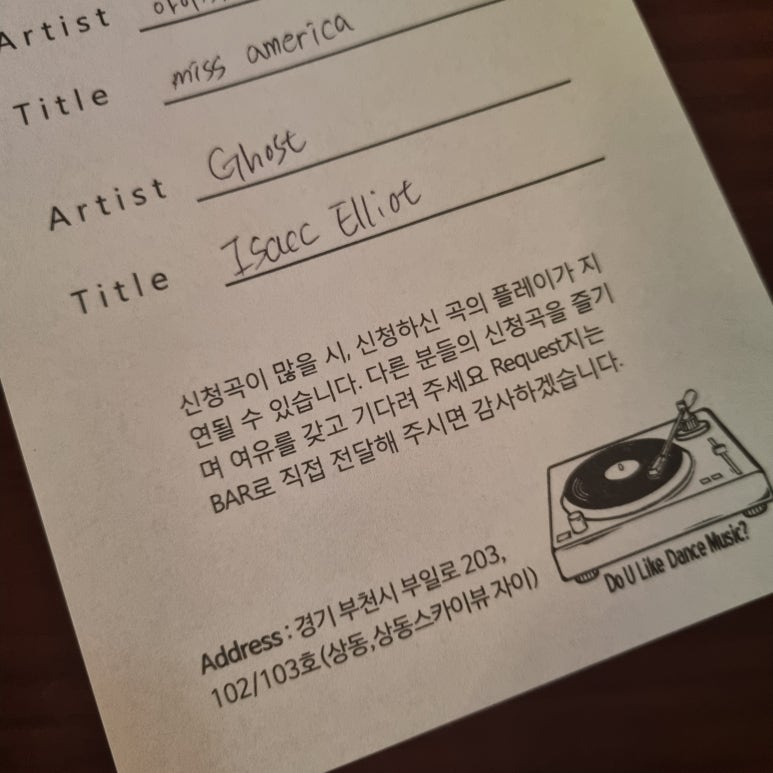 Artist
Title miss america
Artist Ghost
Title Isacc Elliot
신청곡이 많을 시, 신청하신 곡의 플레이가 지
연될 수 있습니다. 다른 분들의 신청곡을 즐기
며 여유를 갖고 기다려 주세요 Request지는
BAR로 직접 전달해 주시면 감사하겠습니다.
Do U Like Dance Music?
Address : 경기 부천시 부일로 203,
102/103호(상동,상동스카이뷰 자이)